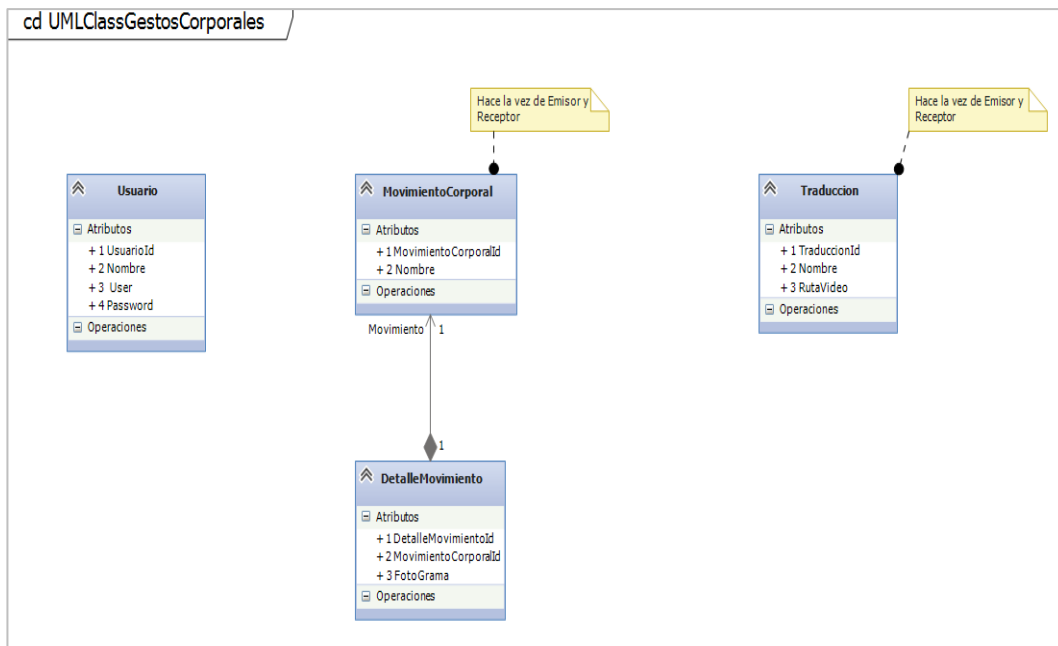 cd UMLClassGestosCorporales
Hace la vez de Emisor y
Receptor
Hace la vez de Emisor y
Receptor
Usuario
Atributos
+ 1 UsuarioId
+ 2 Nombre
+ 3 User
+ 4 Password
Operaciones
MovimientoCorporal
Atributos
+ 1 MovimientoCorporalId
+ 2 Nombre
Operaciones
Traduccion
Atributos
+ 1 TraduccionId
+ 2 Nombre
+ 3 RutaVideo
Operaciones
Movimiento 1
1
DetalleMovimiento
Atributos
+ 1 DetalleMovimientoId
+ 2 MovimientoCorporalId
+ 3 FotoGrama
Operaciones